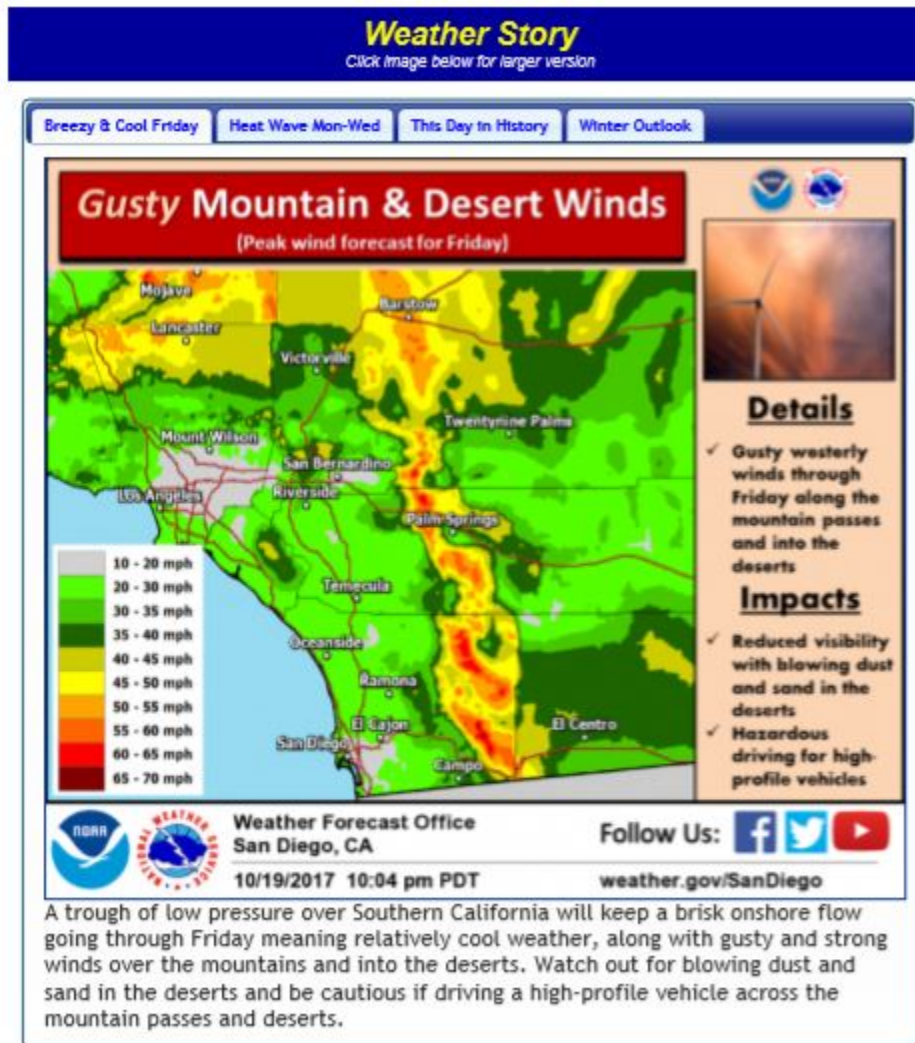 Weather Story
Click image below for larger version
Breezy & Cool Friday
Heat Wave Mon-Wed
This Day in History
Winter Outlook
Gusty Mountain & Desert Winds
(Peak wind forecast for Friday)
Mojave
Barstow
Lancaster
Victorville
Twentynine Palms
Mount Wilson
San Bernardino
Los Angeles
Riverside
Palm Springs
Temecula
Oceanside
Ramona
El Cajon
El Centro
San Diego
Campo
10 - 20 mph
20 - 30 mph
30 - 35 mph
35 - 40 mph
40 - 45 mph
45 - 50 mph
50 - 55 mph
55 - 60 mph
60 - 65 mph
65 - 70 mph
Details
✓ Gusty westerly
winds through
Friday along the
mountain passes
and into the
deserts
Impacts
✓ Reduced visibility
with blowing dust
and sand in the
deserts
✓ Hazardous
driving for high-
profile vehicles
NOAA
NATIONAL WEATHER SERVICE
Weather Forecast Office
San Diego, CA
10/19/2017 10:04 pm PDT
Follow Us:
weather.gov/SanDiego
A trough of low pressure over Southern California will keep a brisk onshore flow
going through Friday meaning relatively cool weather, along with gusty and strong
winds over the mountains and into the deserts. Watch out for blowing dust and
sand in the deserts and be cautious if driving a high-profile vehicle across the
mountain passes and deserts.